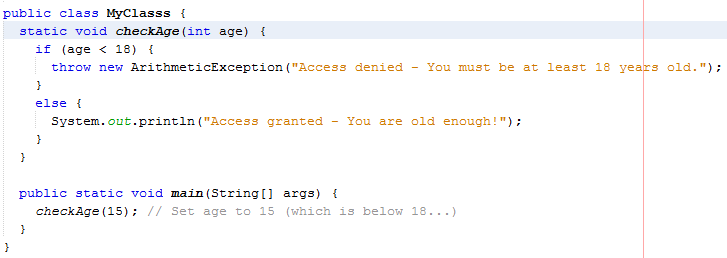 public class MyClasss {
static void checkAge(int age) {
if (age < 18) {
throw new ArithmeticException("Access denied - You must be at least 18 years old.");
}
else {
System.out.println("Access granted - You are old enough!");
}
}
public static void main(String[] args) {
checkAge(15); // Set age to 15 (which is below 18...)
}
}